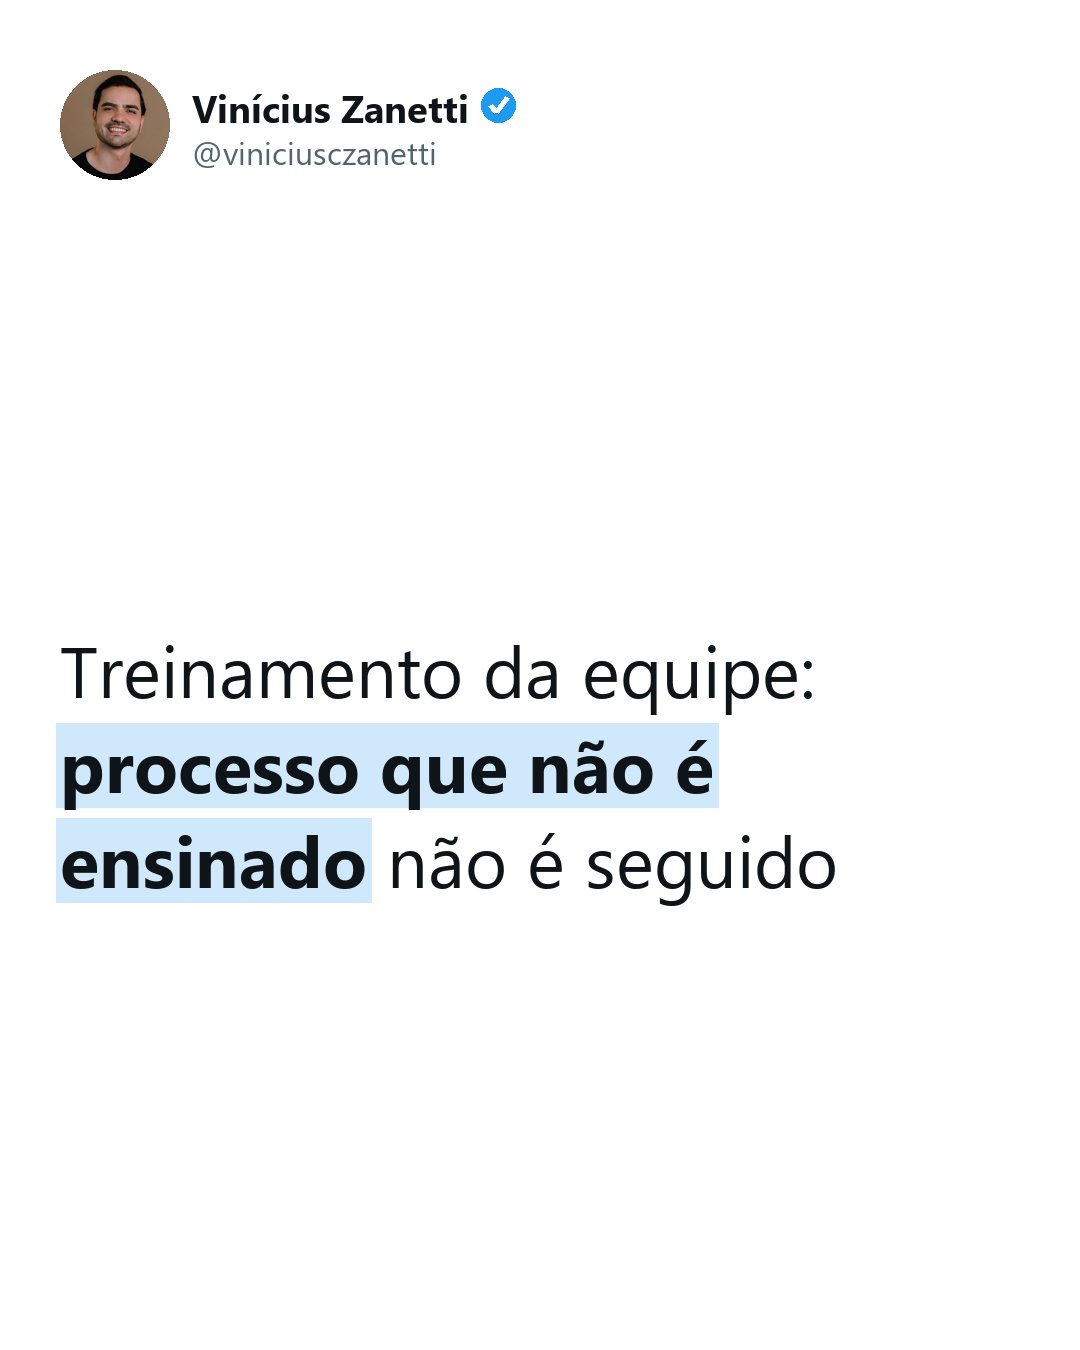 Vinícius Zanetti
@viniciusczanetti
Treinamento da equipe:
processo que não é
ensinado não é seguido